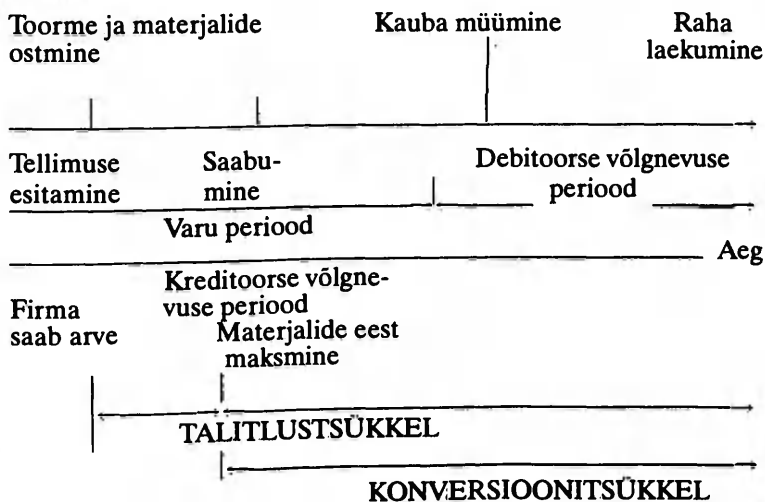 Toorme ja materjalide
ostmine
Kauba müümine
Raha
laekumine
Tellimuse
esitamine
Saabu-
mine
Debitoorse võlgnevuse
periood
Varu periood
Aeg
Kreditoorse võlgne-
vuse periood
Firma
saab arve
Materjalide eest
maksmine
TALITLUSTSÜKKEL
KONVERSIOONITSÜKKEL